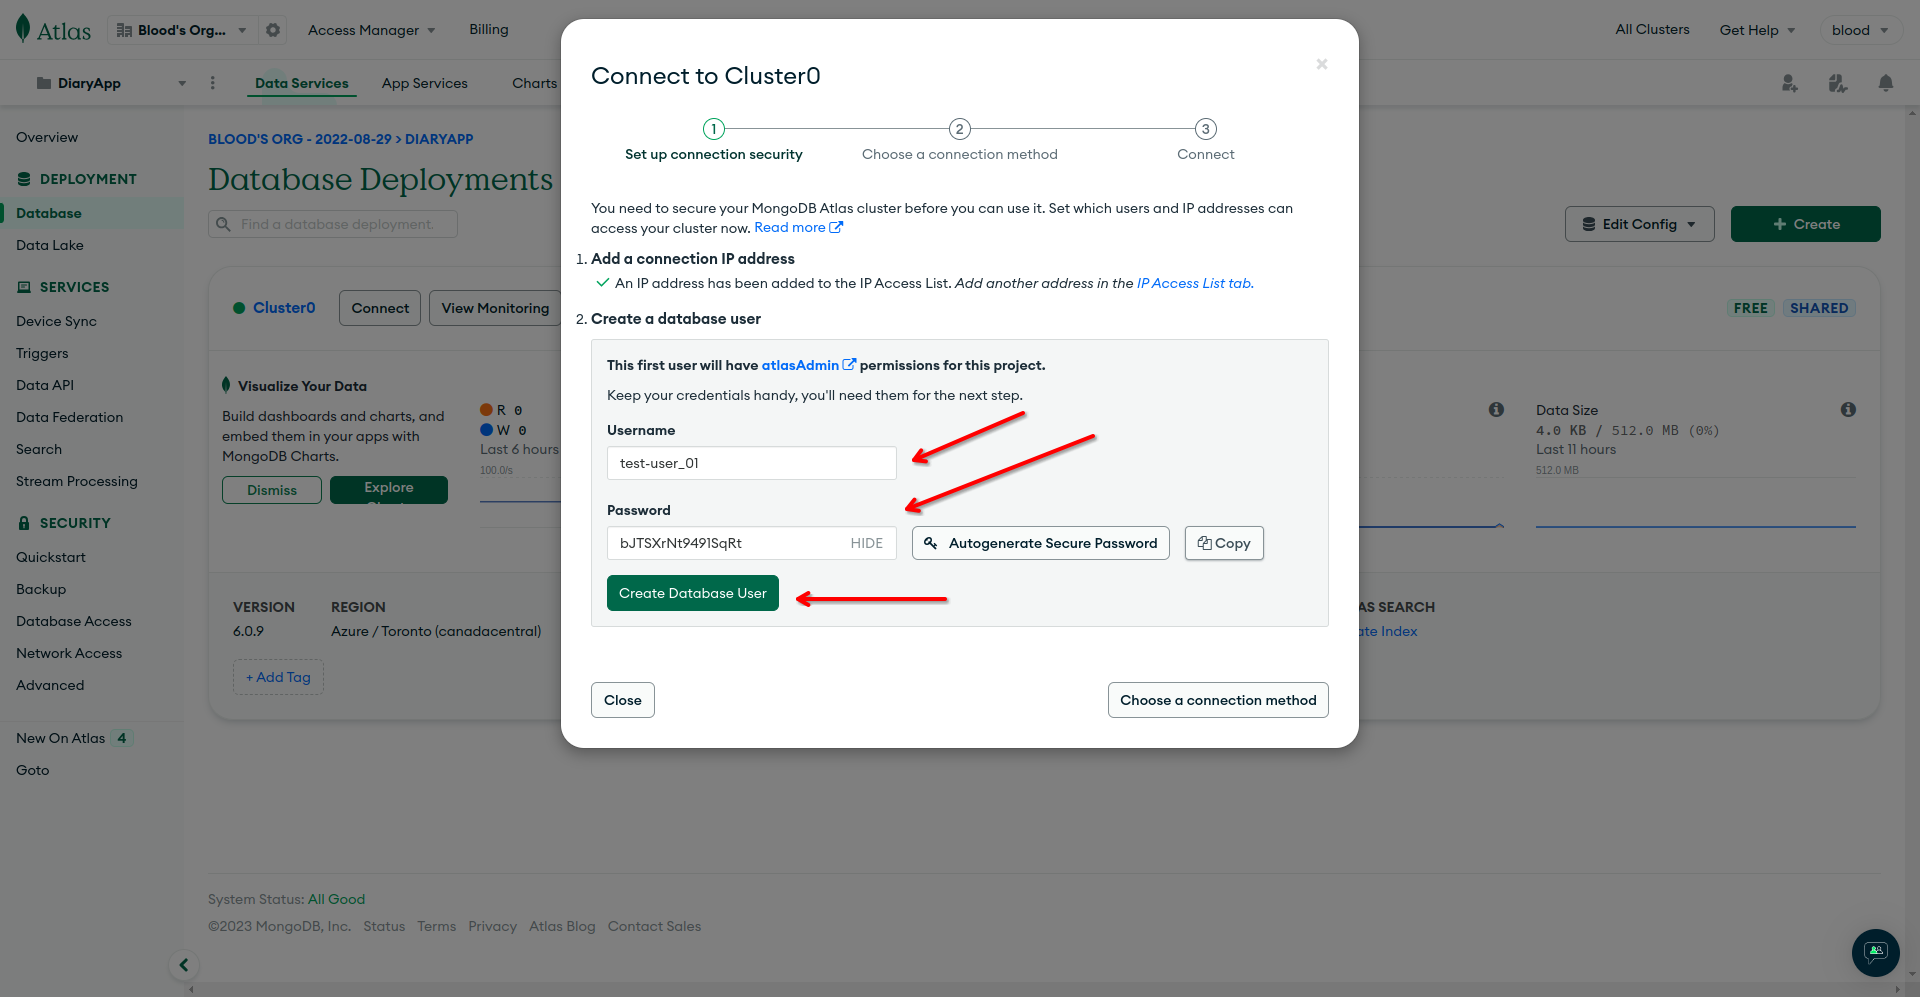 Atlas
Blood's Org...
Access Manager
Billing
All Clusters
Get Help
blood
DiaryApp
Data Services
App Services
Charts
Overview
DEPLOYMENT
Database
Data Lake
SERVICES
Device Sync
Triggers
Data API
Data Federation
Search
Stream Processing
SECURITY
Quickstart
Backup
Database Access
Network Access
Advanced
New On Atlas 4
Goto
BLOOD'S ORG - 2022-08-29 > DIARYAPP
Database Deployments
Find a database deployment.
Edit Config
+ Create
Cluster0
Connect
View Monitoring
FREE
SHARED
Visualize Your Data
Build dashboards and charts, and
embed them in your apps with
MongoDB Charts.
Dismiss
Explore
R 0
W 0
Last 6 hours
100.0/s
Data Size
4.0 KB / 512.0 MB (0%)
Last 11 hours
512.0 MB
VERSION
6.0.9
REGION
Azure / Toronto (canadacentral)
AS SEARCH
ate Index
+ Add Tag
System Status: All Good
©2023 MongoDB, Inc. Status Terms Privacy Atlas Blog Contact Sales
Connect to Cluster0
×
1
Set up connection security
2
Choose a connection method
3
Connect
You need to secure your MongoDB Atlas cluster before you can use it. Set which users and IP addresses can
access your cluster now. Read more
1. Add a connection IP address
An IP address has been added to the IP Access List. Add another address in the IP Access List tab.
2. Create a database user
This first user will have atlasAdmin permissions for this project.
Keep your credentials handy, you'll need them for the next step.
Username
test-user_01
Password
bJTSXrNt9491SqRt
HIDE
Autogenerate Secure Password
Copy
Create Database User
Close
Choose a connection method